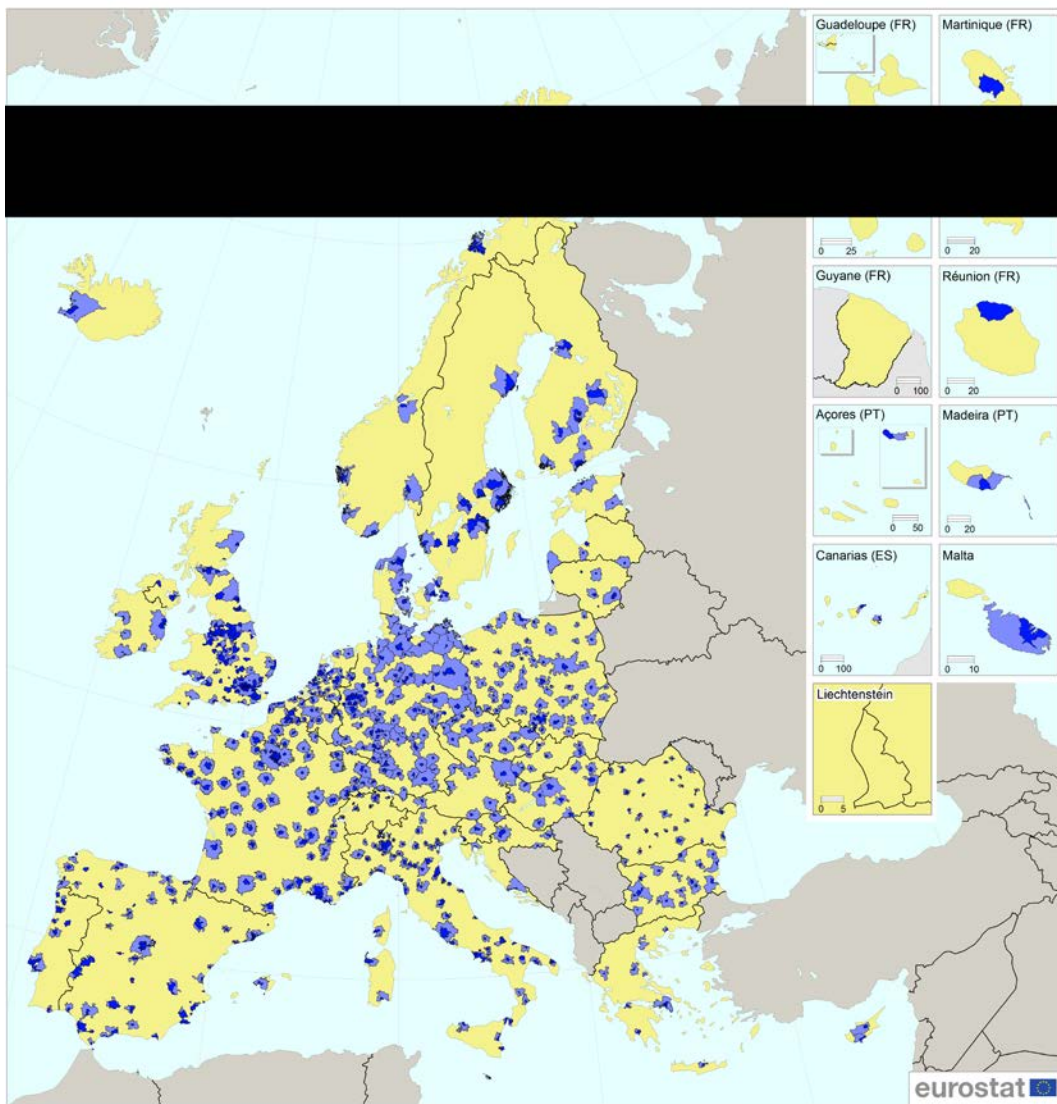 Guadeloupe (FR)
Martinique (FR)
0 25
0 20
Guyane (FR)
Réunion (FR)
0 100
0 20
Açores (PT)
Madeira (PT)
0 50
0 20
Canarias (ES)
Malta
0 100
0 10
Liechtenstein
0 5
eurostat